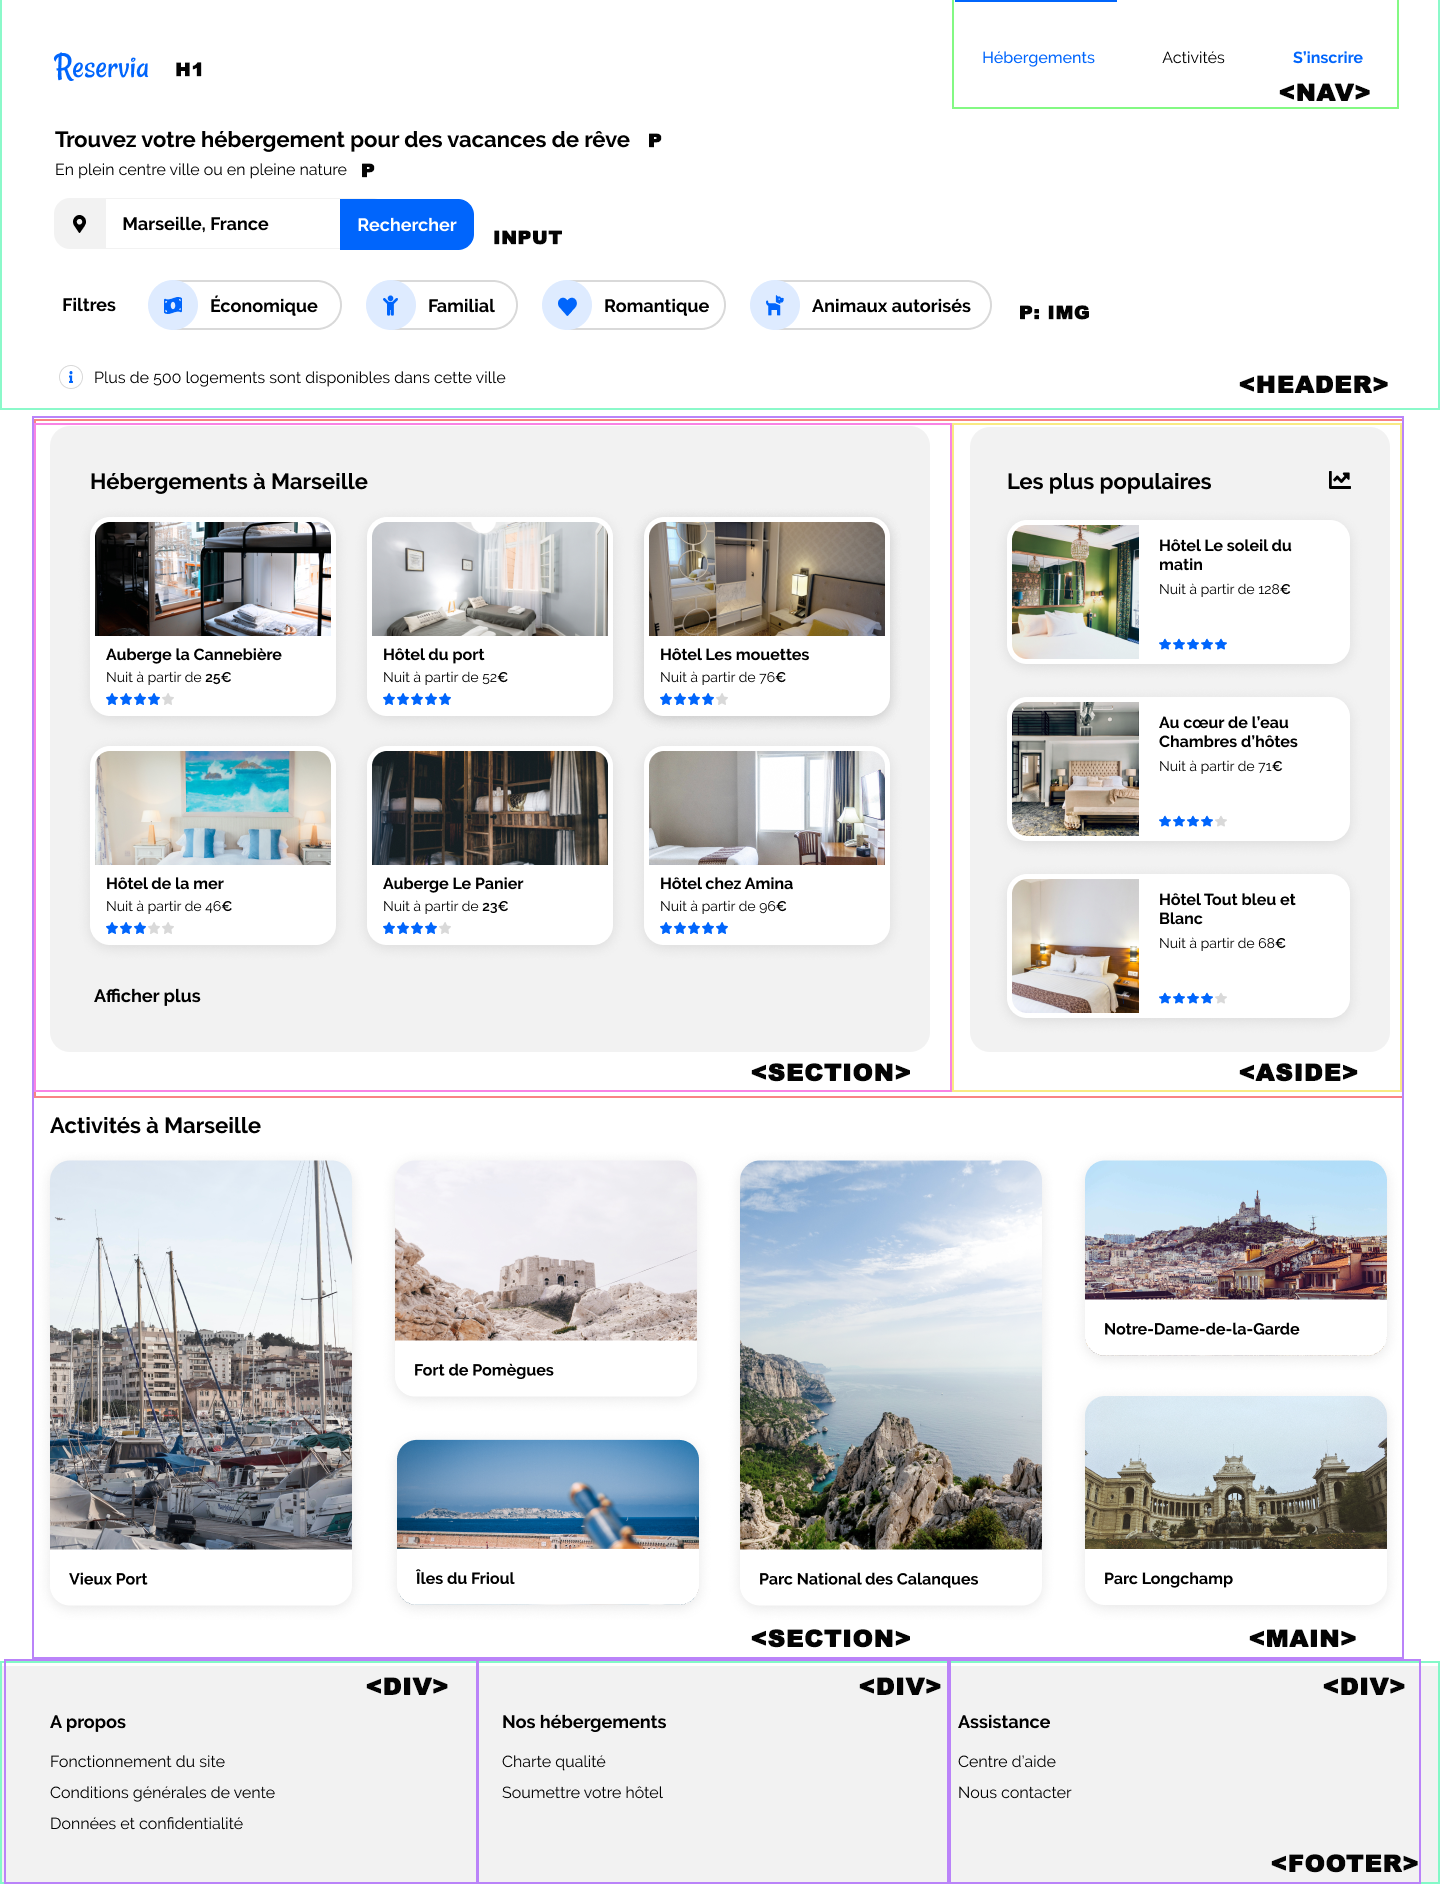 Hébergements Activités S'inscrire
<NAV>
Reservia H1
Trouvez votre hébergement pour des vacances de rêve P
En plein centre ville ou en pleine nature P
Marseille, France Rechercher INPUT
Filtres Économique Familial Romantique Animaux autorisés P: IMG
Plus de 500 logements sont disponibles dans cette ville
<HEADER>
Hébergements à Marseille
Auberge la Cannebière
Nuit à partir de 25€
Hôtel du port
Nuit à partir de 52€
Hôtel Les mouettes
Nuit à partir de 76€
Hôtel de la mer
Nuit à partir de 46€
Auberge Le Panier
Nuit à partir de 23€
Hôtel chez Amina
Nuit à partir de 96€
Afficher plus
<SECTION>
Les plus populaires
Hôtel Le soleil du
matin
Nuit à partir de 128€
Au cœur de l'eau
Chambres d'hôtes
Nuit à partir de 71€
Hôtel Tout bleu et
Blanc
Nuit à partir de 68€
<ASIDE>
Activités à Marseille
Vieux Port
Fort de Pomègues
Îles du Frioul
Parc National des Calanques
Notre-Dame-de-la-Garde
Parc Longchamp
<SECTION>
<MAIN>
<DIV>
A propos
Fonctionnement du site
Conditions générales de vente
Données et confidentialité
<DIV>
Nos hébergements
Charte qualité
Soumettre votre hôtel
<DIV>
Assistance
Centre d'aide
Nous contacter
<FOOTER>